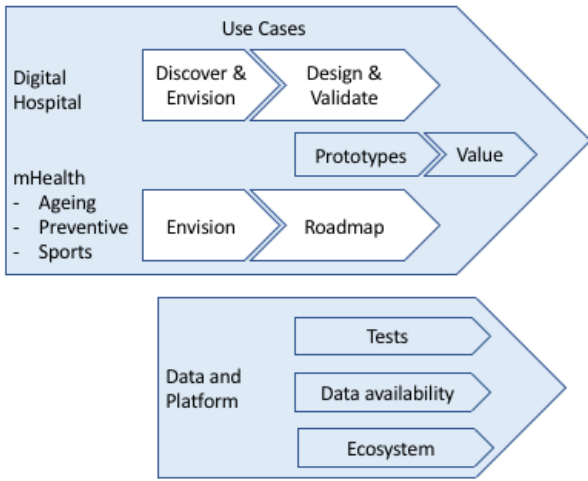 Use Cases
Digital
Hospital
Discover &
Envision
Design &
Validate
Prototypes
Value
mHealth
- Ageing
- Preventive
- Sports
Envision
Roadmap
Data and
Platform
Tests
Data availability
Ecosystem